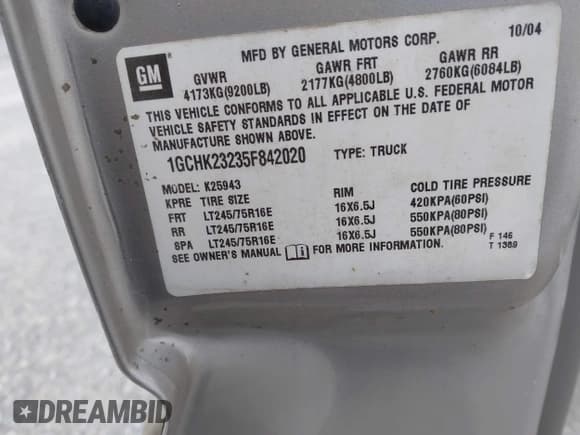 GM
MFD BY GENERAL MOTORS CORP. 10/04
GVWR GAWR FRT GAWR RR
4173KG(9200LB) 2177KG(4800LB) 2760KG(6084LB)
THIS VEHICLE CONFORMS TO ALL APPLICABLE U.S. FEDERAL MOTOR
VEHICLE SAFETY STANDARDS IN EFFECT ON THE DATE OF
MANUFACTURE SHOWN ABOVE.
1GCHK23235F842020 TYPE: TRUCK
MODEL: K25943
KPRE TIRE SIZE RIM COLD TIRE PRESSURE
FRT LT245/75R16E 16X6.5J 420KPA(60PSI)
RR LT245/75R16E 16X6.5J 550KPA(80PSI)
SPA LT245/75R16E 16X6.5J 550KPA(80PSI)
SEE OWNER'S MANUAL FOR MORE INFORMATION.
F 146
T 1389
DREAMBID